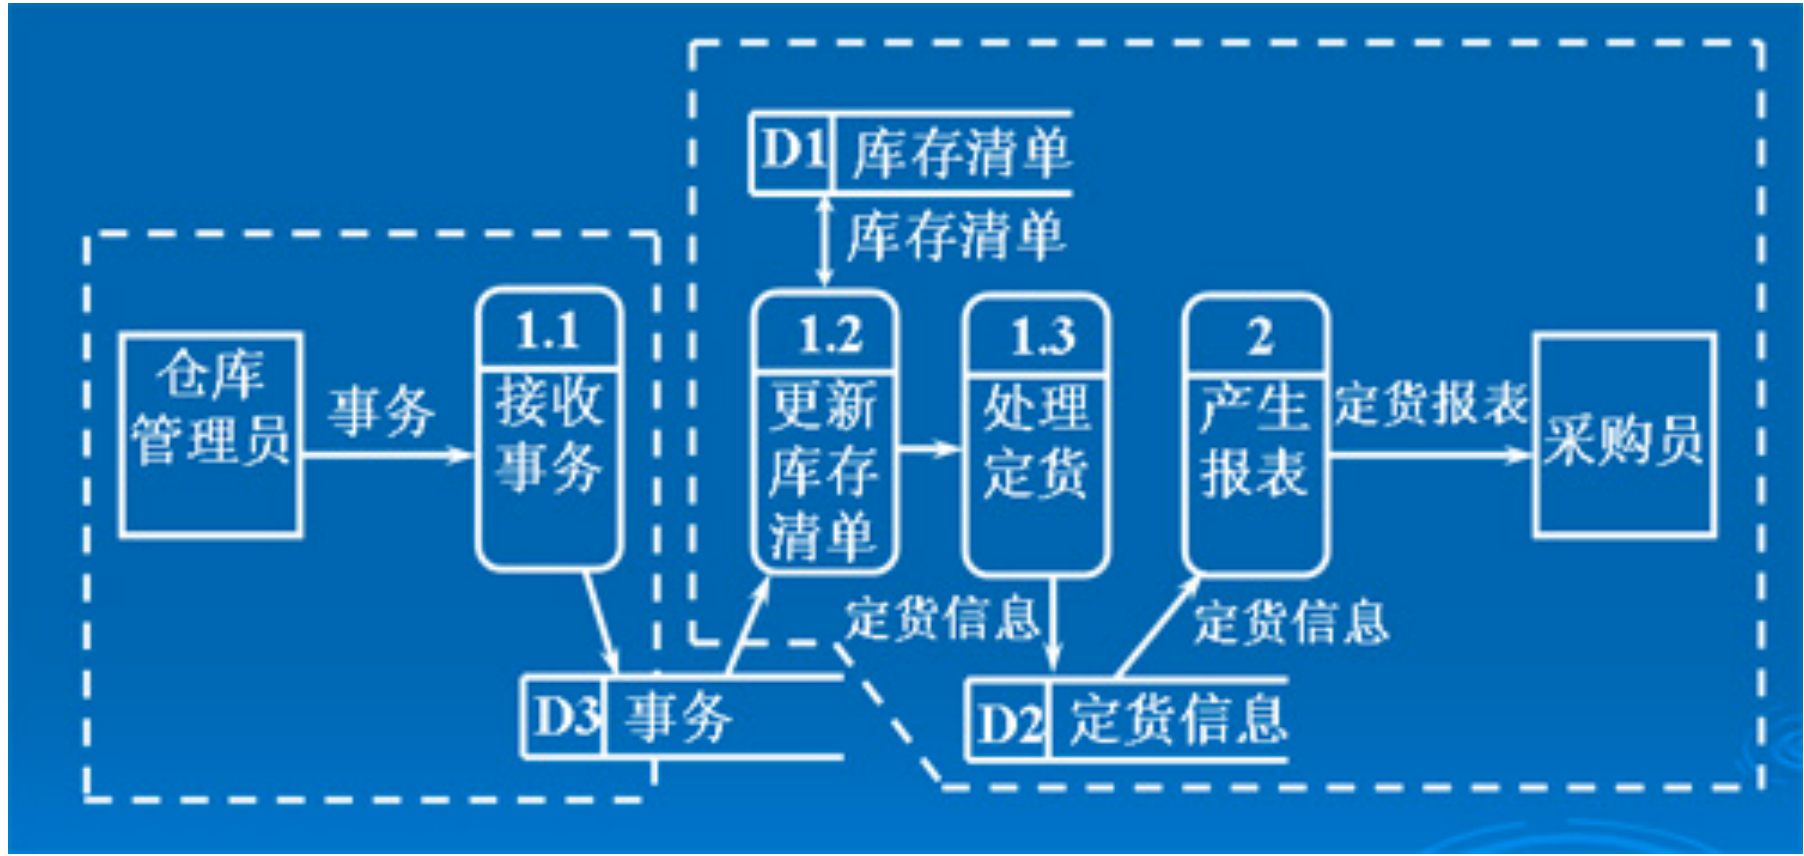 D1 库存清单
库存清单
仓库
管理员
事务
1.1
接收
事务
1.2
更新
库存
清单
1.3
处理
定货
2
产生
报表
定货报表
采购员
定货信息
定货信息
D3 事务
D2 定货信息